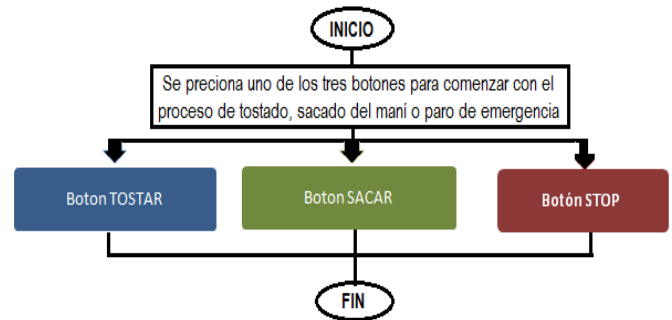 INICIO
Se preciona uno de los tres botones para comenzar con el
proceso de tostado, sacado del maní o paro de emergencia
Boton TOSTAR
Boton SACAR
Botón STOP
FIN